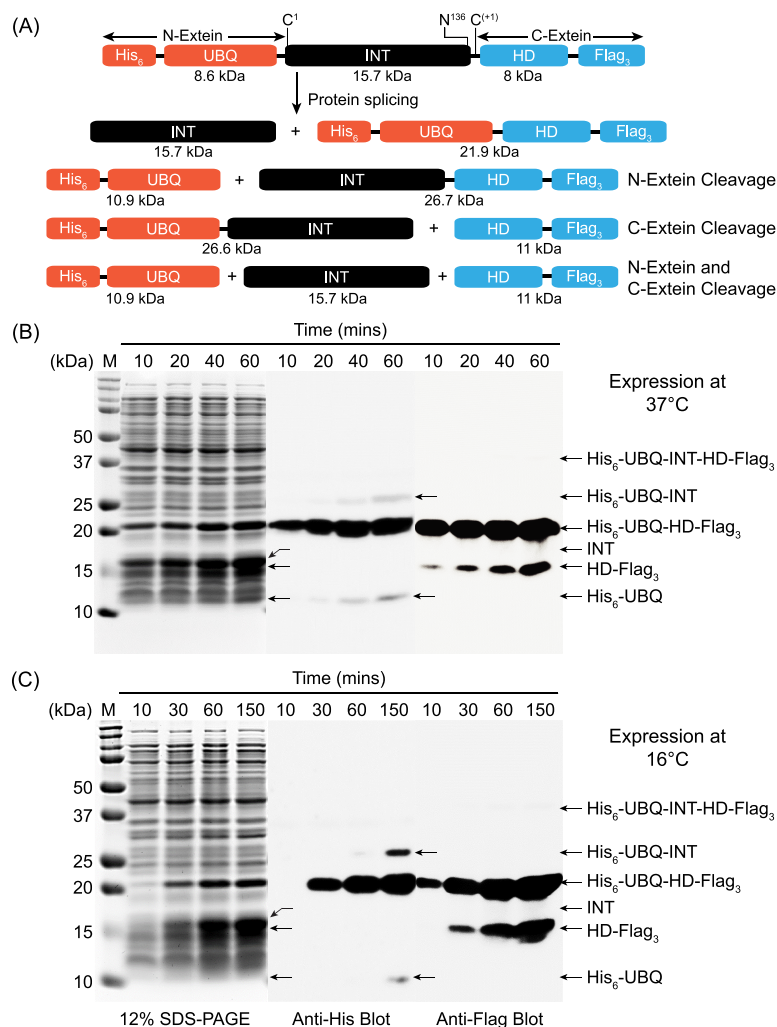 (A)
N-Extein C¹ N¹³⁶ C⁽⁺¹⁾ C-Extein
His₆ UBQ INT HD Flag₃
8.6 kDa 15.7 kDa 8 kDa
Protein splicing
INT + His₆ UBQ HD Flag₃
15.7 kDa 21.9 kDa
His₆ UBQ + INT HD Flag₃ N-Extein Cleavage
10.9 kDa 26.7 kDa
His₆ UBQ INT + HD Flag₃ C-Extein Cleavage
26.6 kDa 11 kDa
His₆ UBQ + INT + HD Flag₃ N-Extein and
C-Extein Cleavage
10.9 kDa 15.7 kDa 11 kDa
(B)
Time (mins)
(kDa) M 10 20 40 60 10 20 40 60 10 20 40 60
Expression at
37°C
50
37
25
20
15
10
His₆-UBQ-INT-HD-Flag₃
His₆-UBQ-INT
His₆-UBQ-HD-Flag₃
INT
HD-Flag₃
His₆-UBQ
(C)
Time (mins)
(kDa) M 10 30 60 150 10 30 60 150 10 30 60 150
Expression at
16°C
50
37
25
20
15
10
His₆-UBQ-INT-HD-Flag₃
His₆-UBQ-INT
His₆-UBQ-HD-Flag₃
INT
HD-Flag₃
His₆-UBQ
12% SDS-PAGE Anti-His Blot Anti-Flag Blot